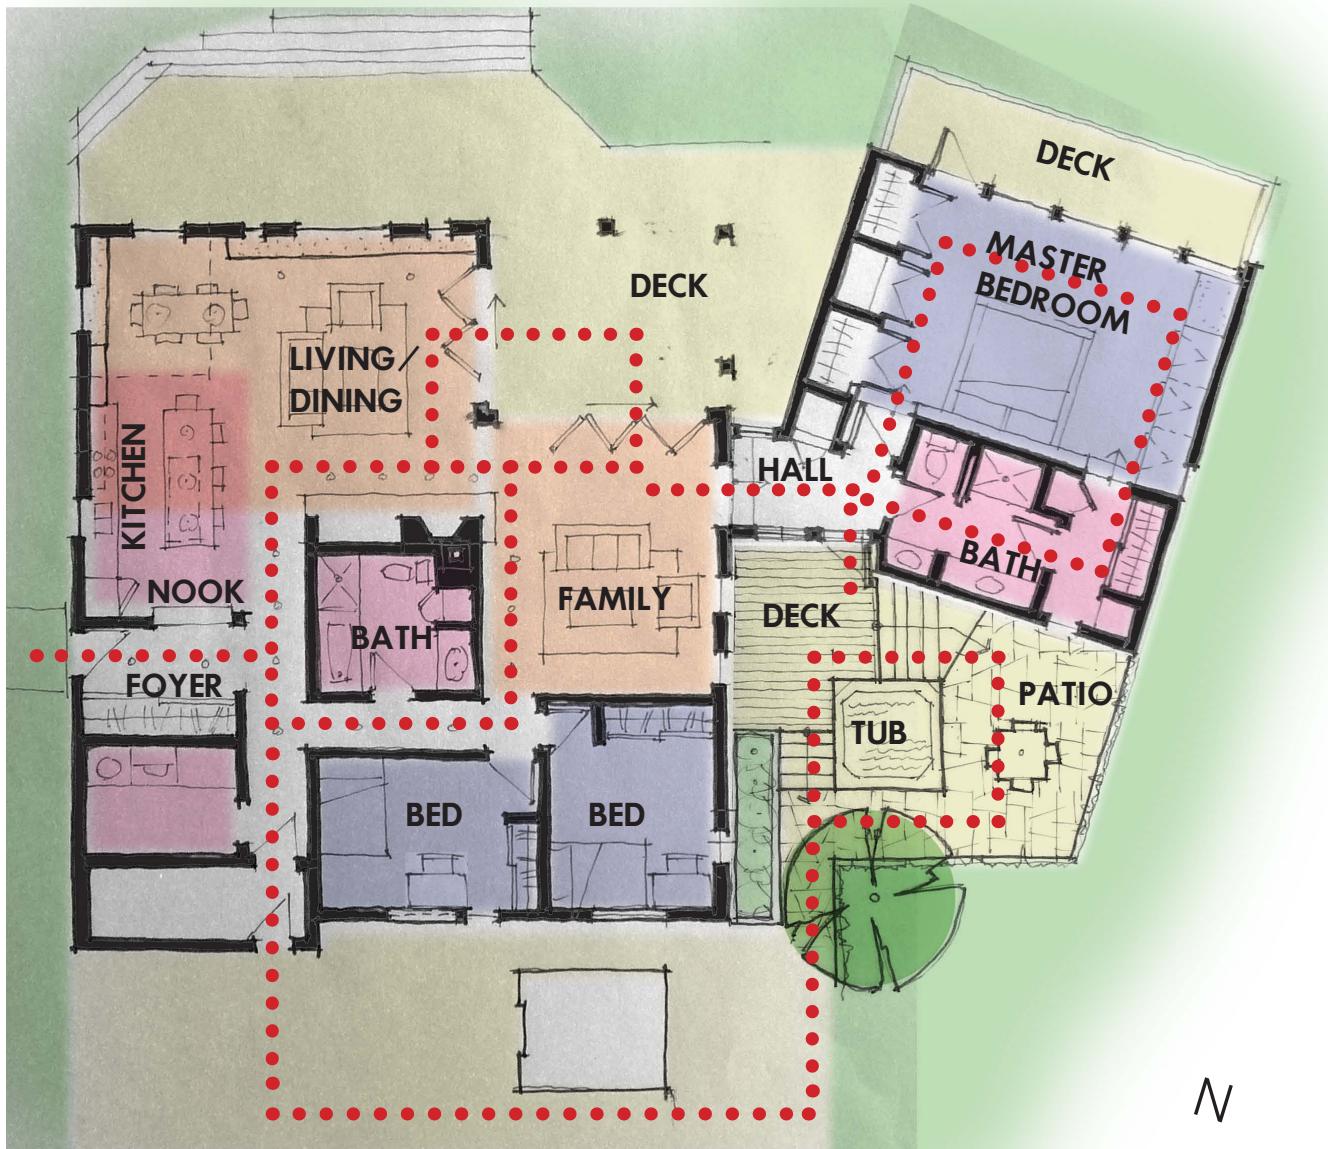 DECK
MASTER
BEDROOM
DECK
LIVING/
DINING
KITCHEN
HALL
NOOK
FAMILY
BATH
BATH
DECK
FOYER
PATIO
TUB
BED
BED
N